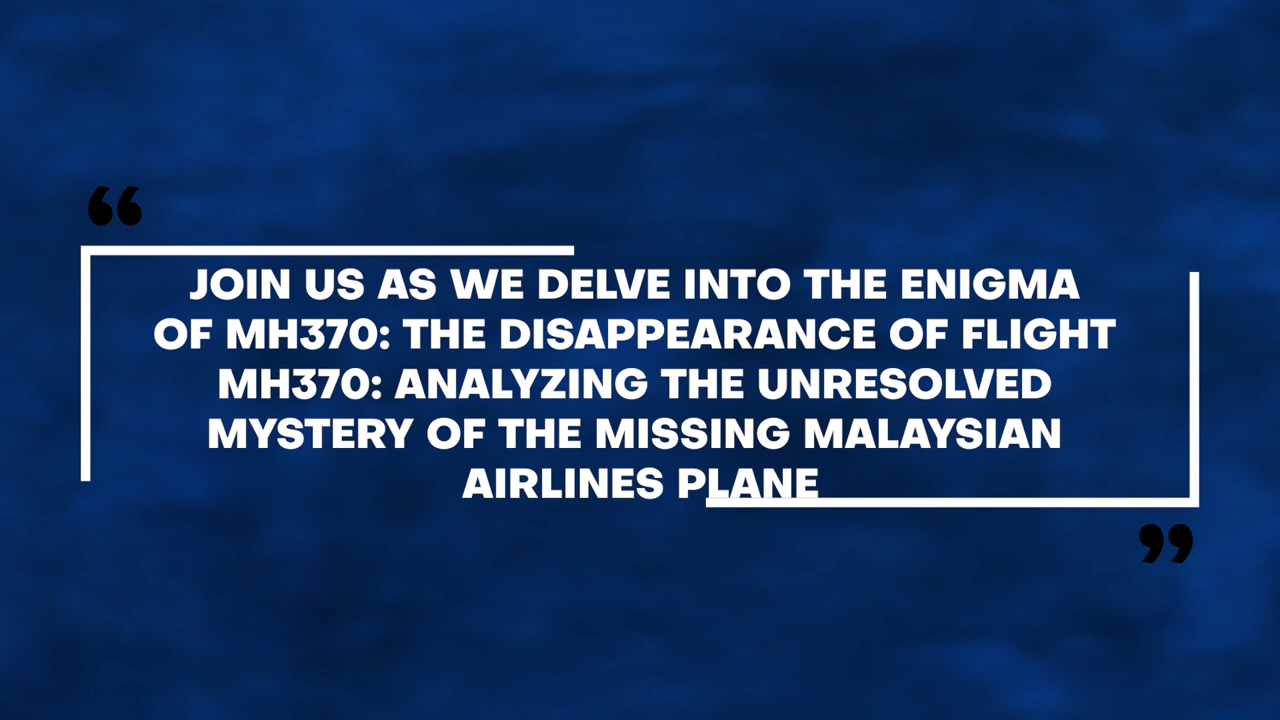 “
JOIN US AS WE DELVE INTO THE ENIGMA
OF MH370: THE DISAPPEARANCE OF FLIGHT
MH370: ANALYZING THE UNRESOLVED
MYSTERY OF THE MISSING MALAYSIAN
AIRLINES PLANE
”